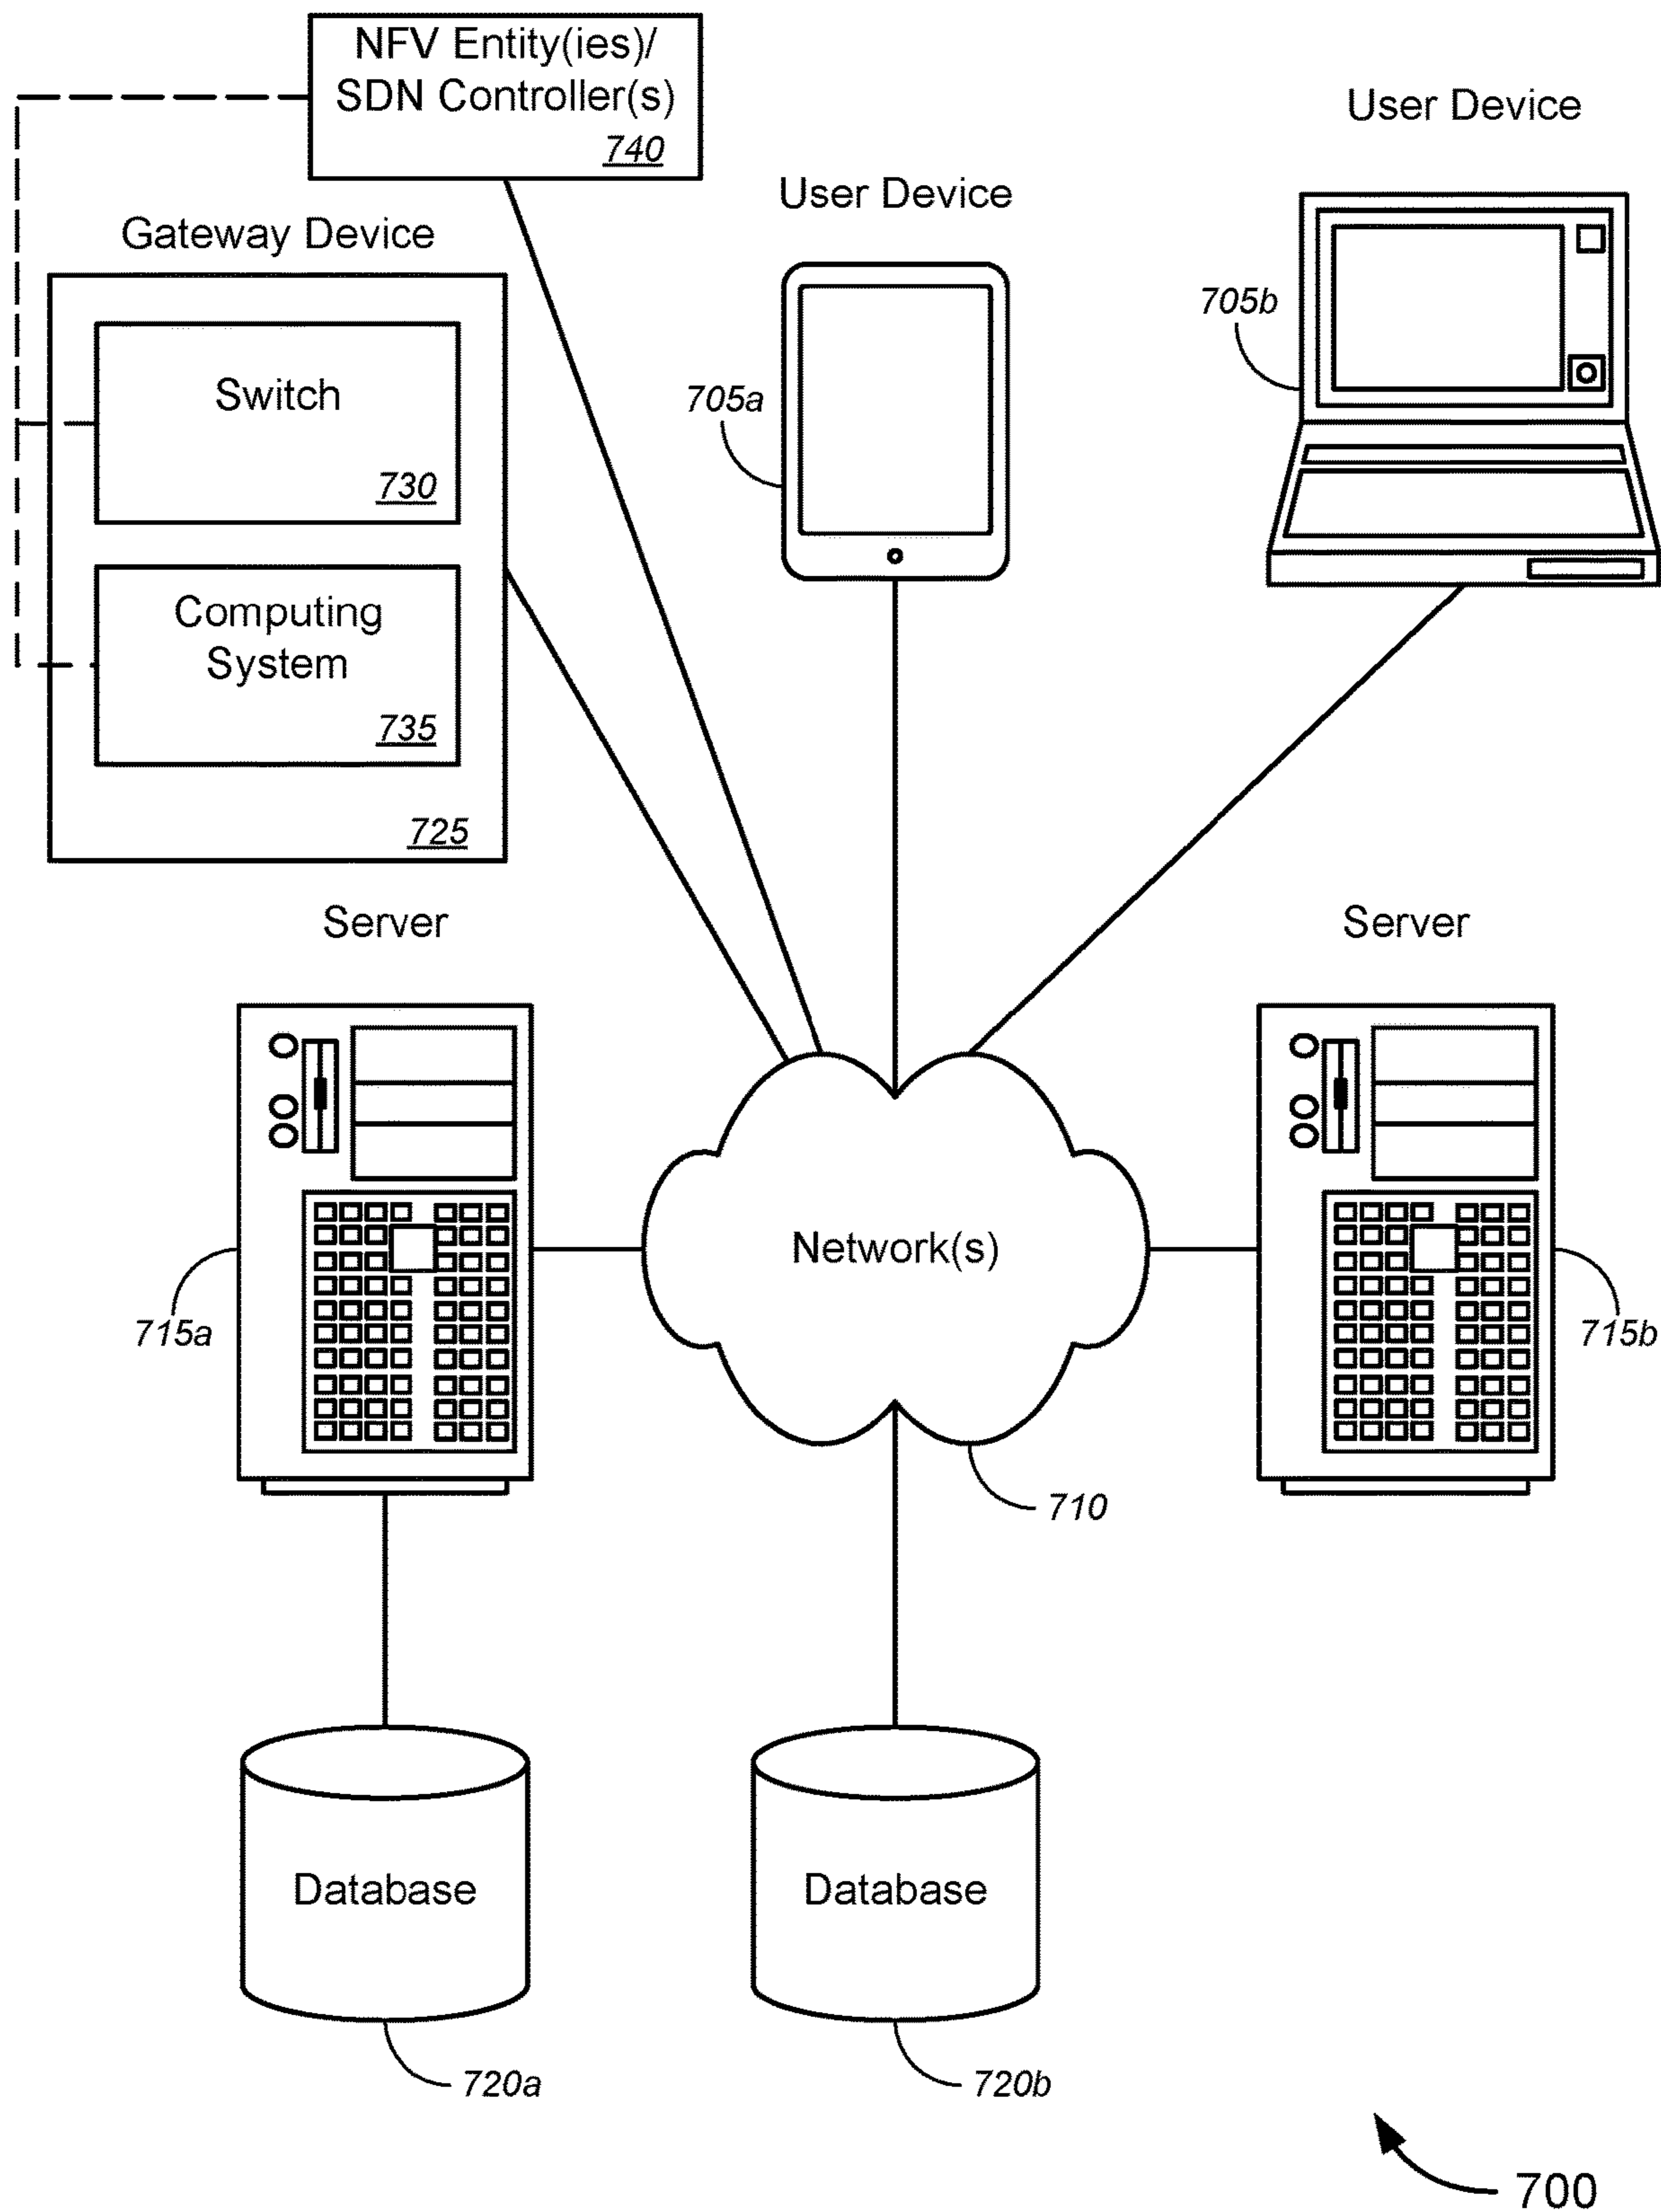 NFV Entity(ies)/
SDN Controller(s)
740
User Device
User Device
Gateway Device
705b
Switch
705a
730
Computing
System
735
725
Server
Server
Network(s)
715a
715b
710
Database
Database
720a
720b
700